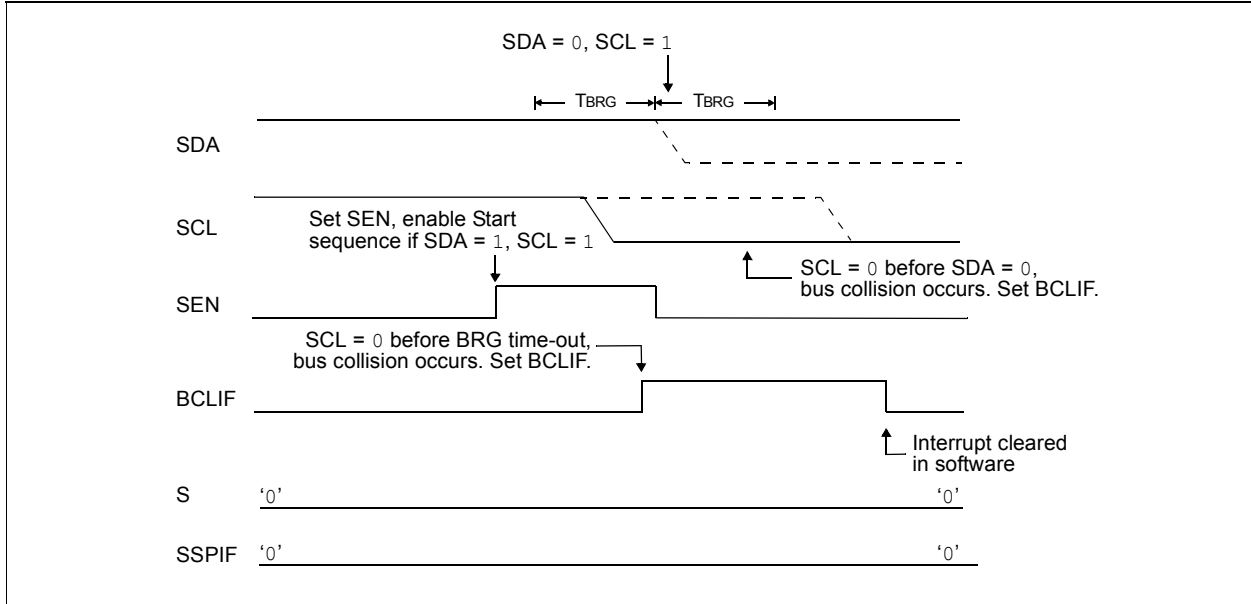 SDA = 0, SCL = 1
TBRG TBRG
SDA
SCL
Set SEN, enable Start
sequence if SDA = 1, SCL = 1
SCL = 0 before SDA = 0,
bus collision occurs. Set BCLIF.
SEN
SCL = 0 before BRG time-out,
bus collision occurs. Set BCLIF.
BCLIF
Interrupt cleared
in software
S ‘0’ ‘0’
SSPIF ‘0’ ‘0’